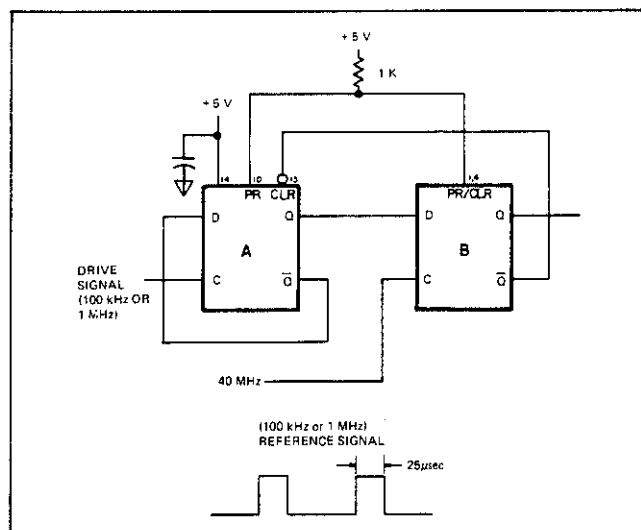 + 5 V
1 K
+ 5 V
14 10 13 1,4
PR CLR PR/CLR
D Q D Q
A B
DRIVE
SIGNAL
(100 kHz OR
1 MHz)
C Q C Q
40 MHz
(100 kHz or 1 MHz)
REFERENCE SIGNAL
25μsec